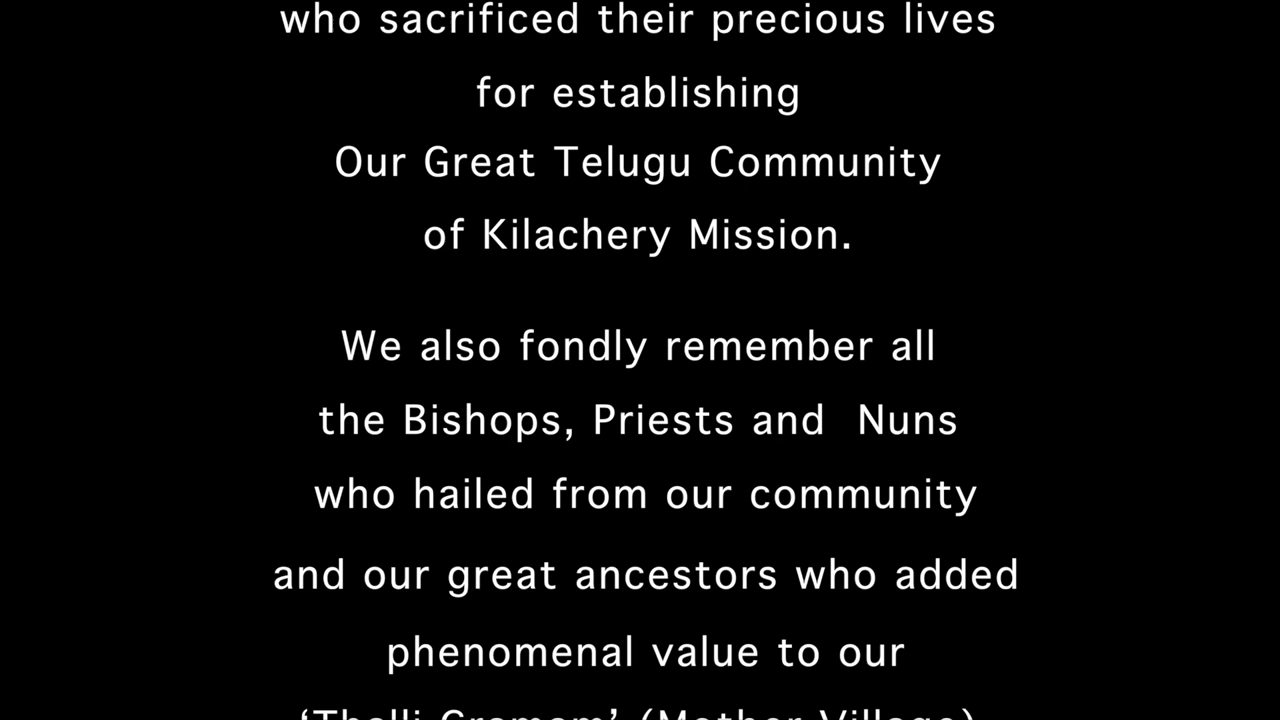 who sacrificed their precious lives
for establishing
Our Great Telugu Community
of Kilachery Mission.
We also fondly remember all
the Bishops, Priests and  Nuns
who hailed from our community
and our great ancestors who added
phenomenal value to our
‘Thalli Gramam’ (Mother Village)